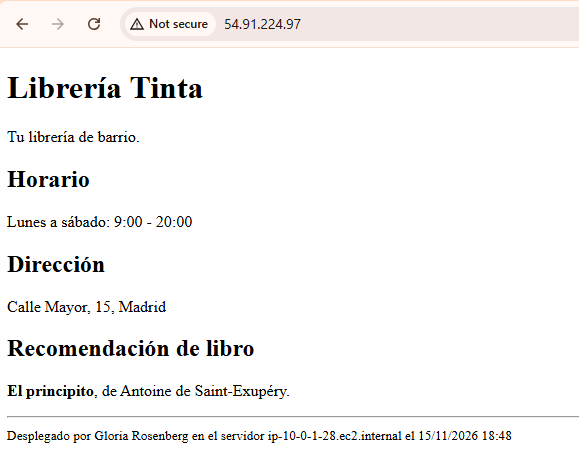 Not secure 54.91.224.97
Librería Tinta
Tu librería de barrio.
Horario
Lunes a sábado: 9:00 - 20:00
Dirección
Calle Mayor, 15, Madrid
Recomendación de libro
El principito, de Antoine de Saint-Exupéry.
Desplegado por Gloria Rosenberg en el servidor ip-10-0-1-28.ec2.internal el 15/11/2026 18:48